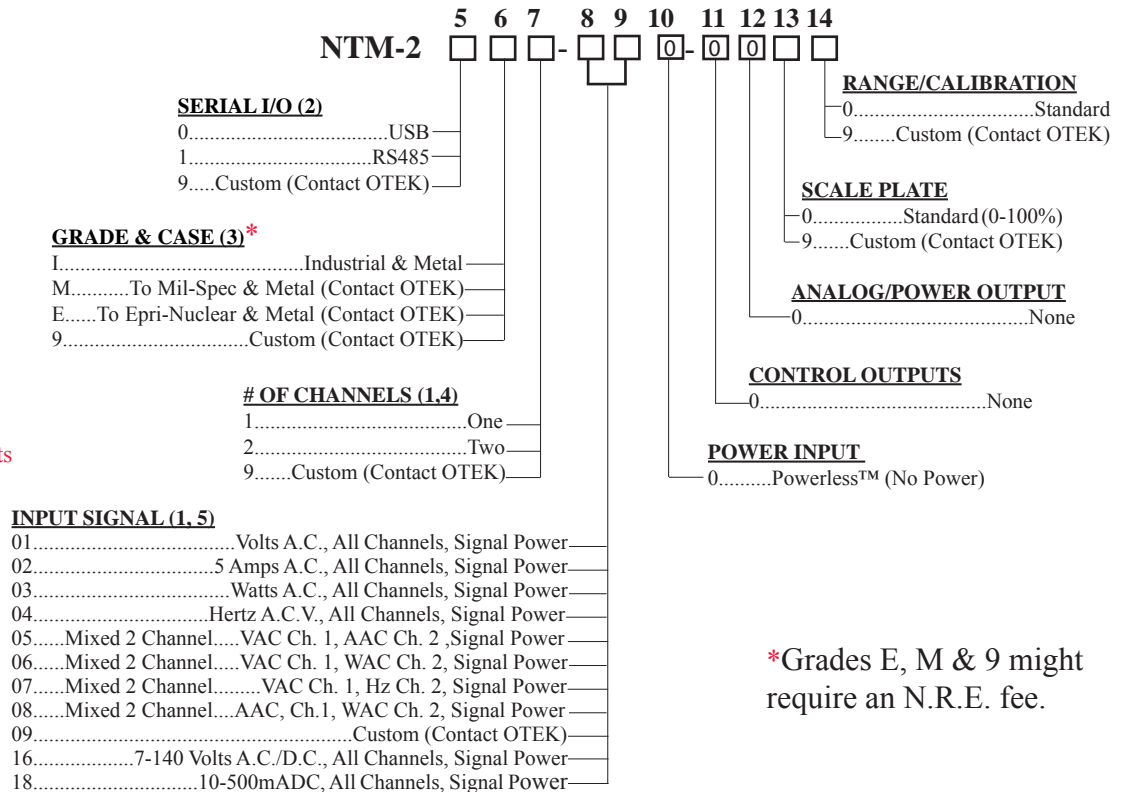 5 6 7 8 9 10 11 12 13 14
NTM-2 □ □ □-□ □ 0-0 0 □ □
SERIAL I/O (2)
0..................................USB
1................................RS485
9.....Custom (Contact OTEK)
GRADE & CASE (3)*
I..........................................Industrial & Metal
M...........To Mil-Spec & Metal (Contact OTEK)
E......To Epri-Nuclear & Metal (Contact OTEK)
9................................Custom (Contact OTEK)
# OF CHANNELS (1,4)
1.....................................One
2.....................................Two
9.......Custom (Contact OTEK)
ts
INPUT SIGNAL (1, 5)
01...................................Volts A.C., All Channels, Signal Power
02................................5 Amps A.C., All Channels, Signal Power
03.................................Watts A.C., All Channels, Signal Power
04..............................Hertz A.C.V., All Channels, Signal Power
05......Mixed 2 Channel.....VAC Ch. 1, AAC Ch. 2 ,Signal Power
06......Mixed 2 Channel.....VAC Ch. 1, WAC Ch. 2, Signal Power
07......Mixed 2 Channel.........VAC Ch. 1, Hz Ch. 2, Signal Power
08......Mixed 2 Channel....AAC, Ch.1, WAC Ch. 2, Signal Power
09.....................................................Custom (Contact OTEK)
16.................7-140 Volts A.C./D.C., All Channels, Signal Power
18............................10-500mADC, All Channels, Signal Power
RANGE/CALIBRATION
0..................................Standard
9........Custom (Contact OTEK)
SCALE PLATE
0.................Standard (0-100%)
9.......Custom (Contact OTEK)
ANALOG/POWER OUTPUT
0..........................................None
CONTROL OUTPUTS
0..........................................None
POWER INPUT
0..........Powerless™ (No Power)
*Grades E, M & 9 might
require an N.R.E. fee.